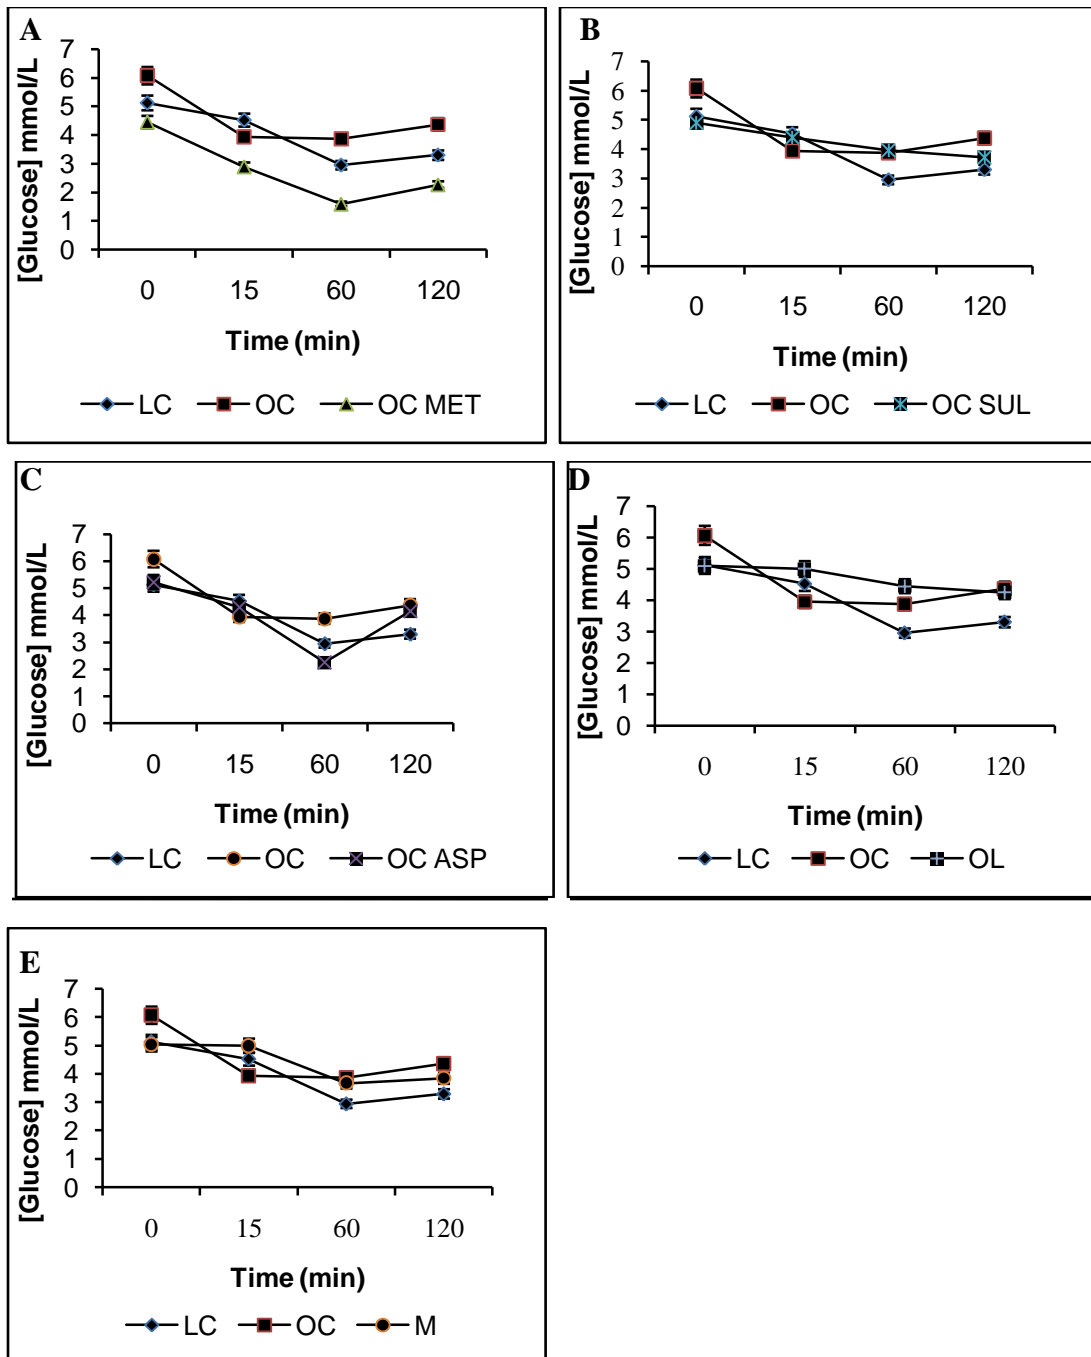 A
[Glucose] mmol/L
7
6
5
4
3
2
1
0
0 15 60 120
Time (min)
LC OC OC MET
B
[Glucose] mmol/L
7
6
5
4
3
2
1
0
0 15 60 120
Time (min)
LC OC OC SUL
C
[Glucose] mmol/L
7
6
5
4
3
2
1
0
0 15 60 120
Time (min)
LC OC OC ASP
D
[Glucose] mmol/L
7
6
5
4
3
2
1
0
0 15 60 120
Time (min)
LC OC OL
E
[Glucose] mmol/L
7
6
5
4
3
2
1
0
0 15 60 120
Time (min)
LC OC M